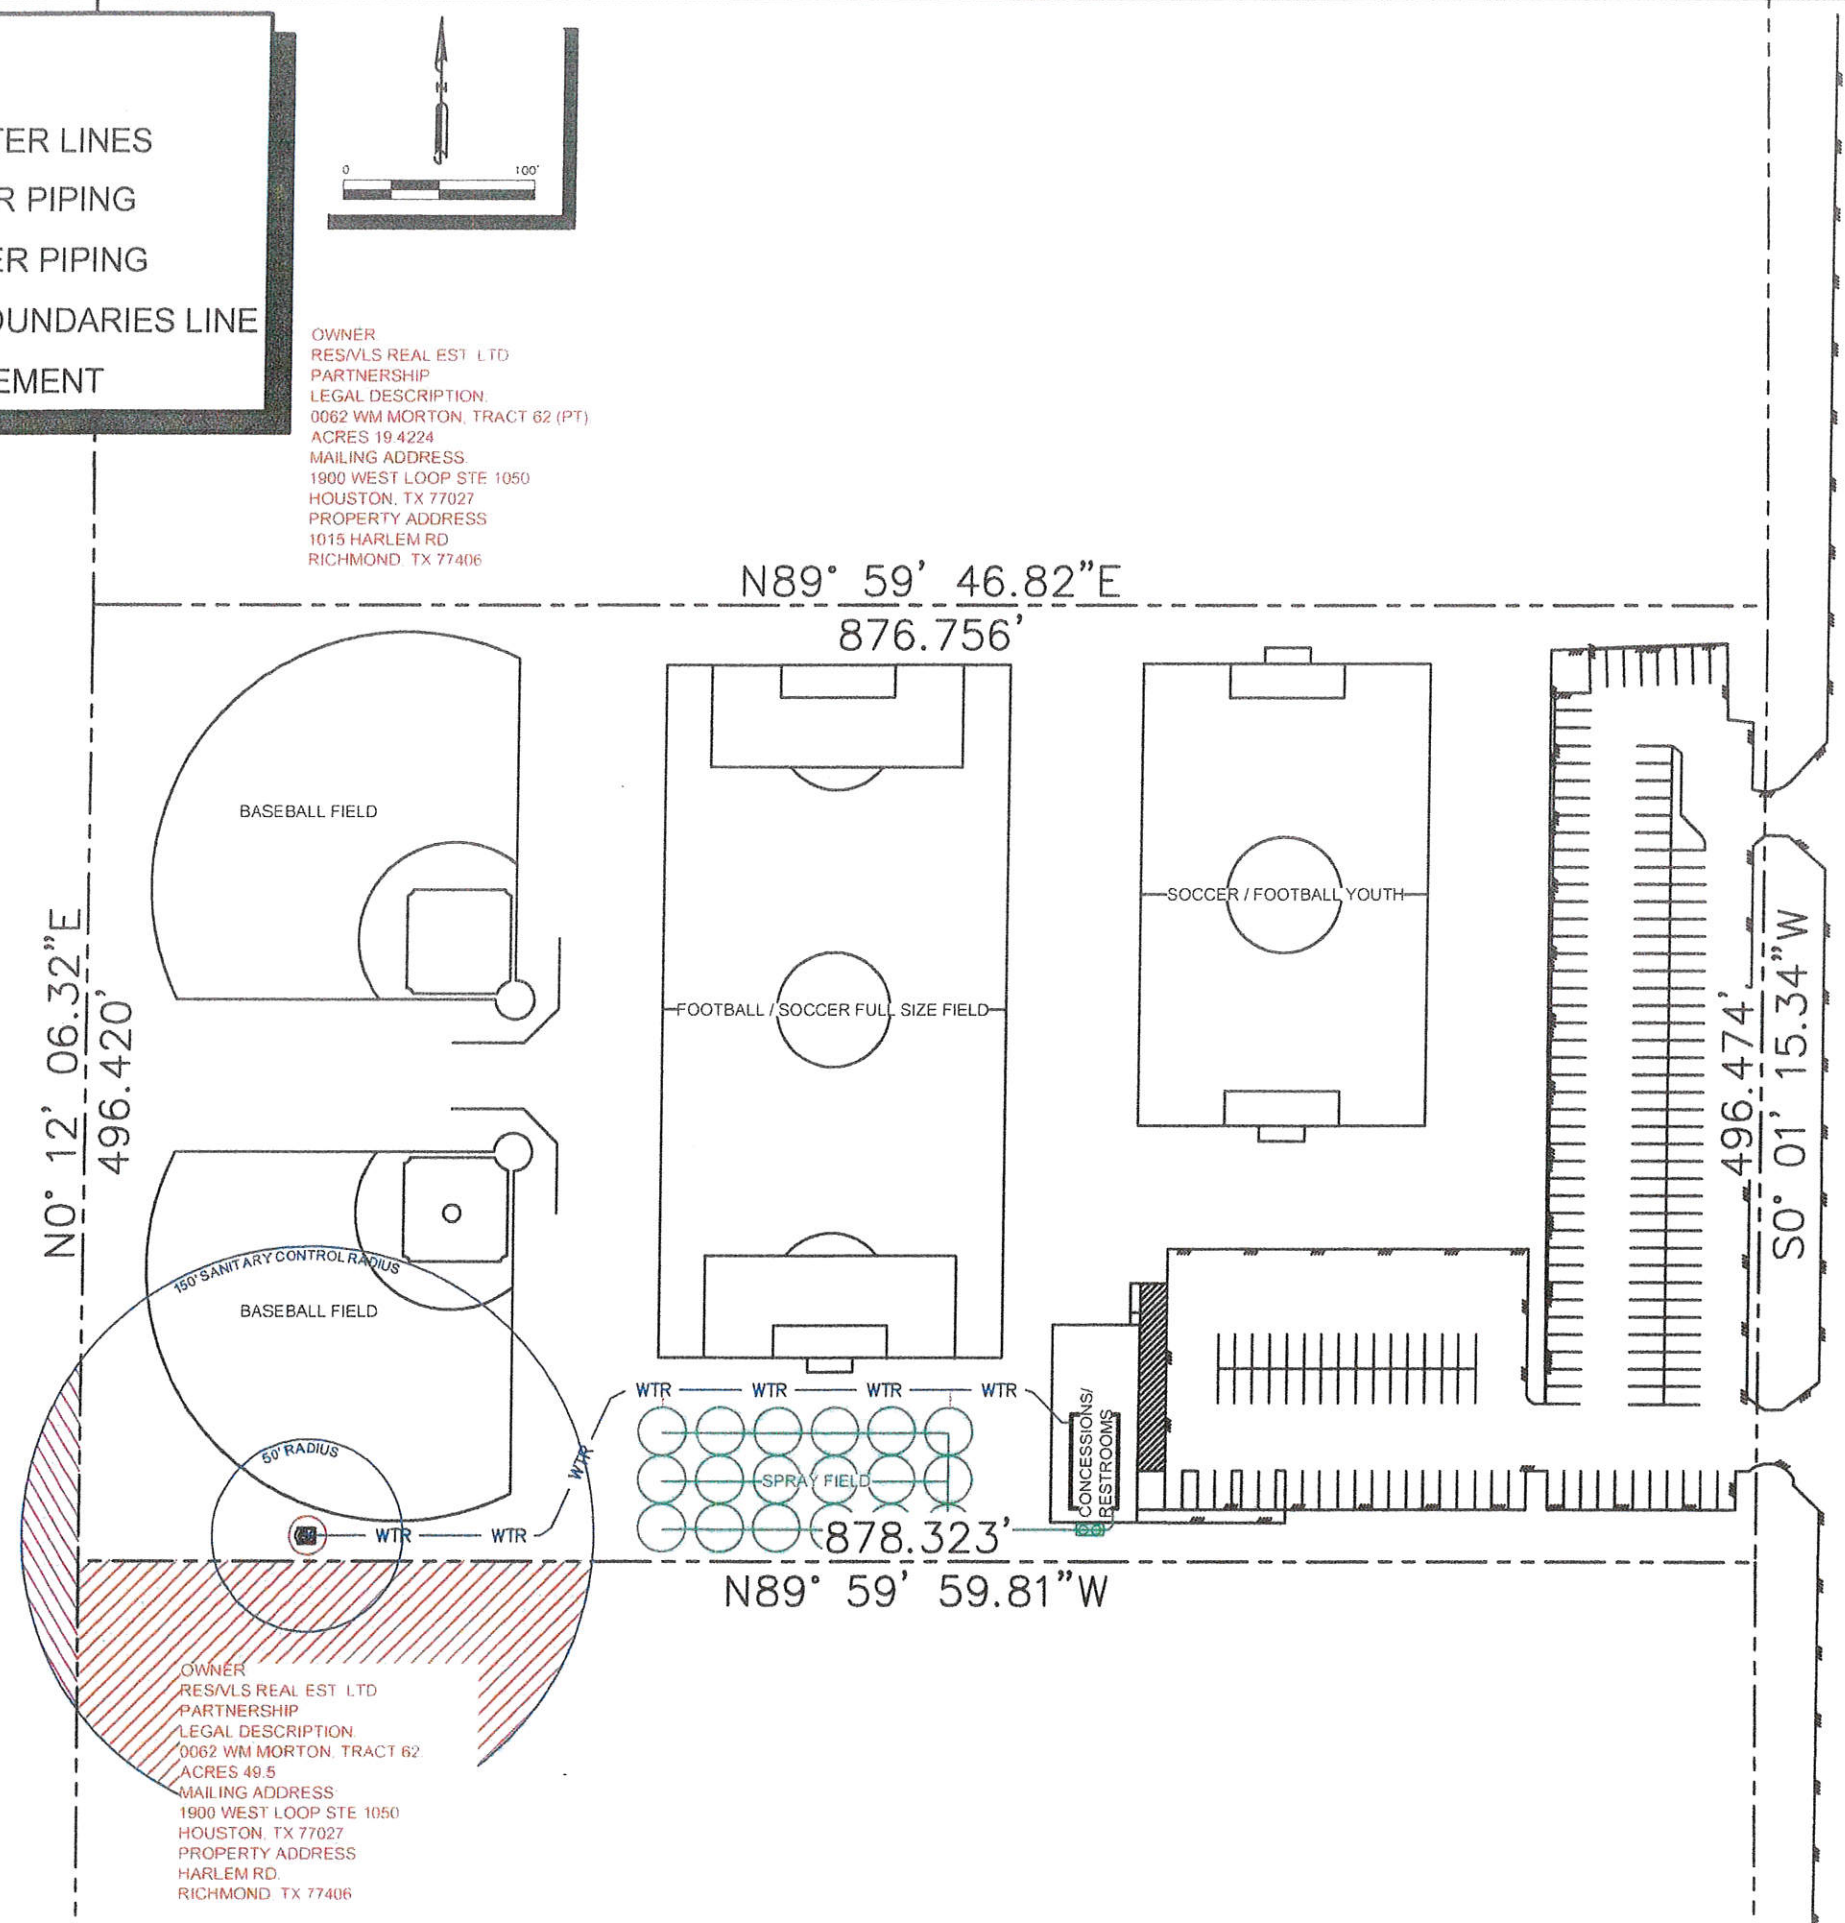 TER LINES
R PIPING
ER PIPING
OUNDARIES LINE
EMENT
0 100'
OWNER
RES/VLS REAL EST LTD
PARTNERSHIP
LEGAL DESCRIPTION.
0062 WM MORTON, TRACT 62 (PT)
ACRES 19.4224
MAILING ADDRESS.
1900 WEST LOOP STE 1050
HOUSTON, TX 77027
PROPERTY ADDRESS
1015 HARLEM RD
RICHMOND TX 77406
N89° 59' 46.82"E
876.756'
BASEBALL FIELD
SOCCER / FOOTBALL YOUTH
FOOTBALL / SOCCER FULL SIZE FIELD
N0° 12' 06.32"E
496.420'
496.474'
S0° 01' 15.34"W
150' SANITARY CONTROL RADIUS
BASEBALL FIELD
50' RADIUS
WTR WTR WTR WTR
WTR
WTR WTR
SPRAY FIELD
CONCESSIONS/
RESTROOMS
878.323'
N89° 59' 59.81"W
OWNER
RES/VLS REAL EST LTD
PARTNERSHIP
LEGAL DESCRIPTION.
0062 WM MORTON, TRACT 62.
ACRES 49.5
MAILING ADDRESS
1900 WEST LOOP STE 1050
HOUSTON, TX 77027
PROPERTY ADDRESS
HARLEM RD.
RICHMOND TX 77406